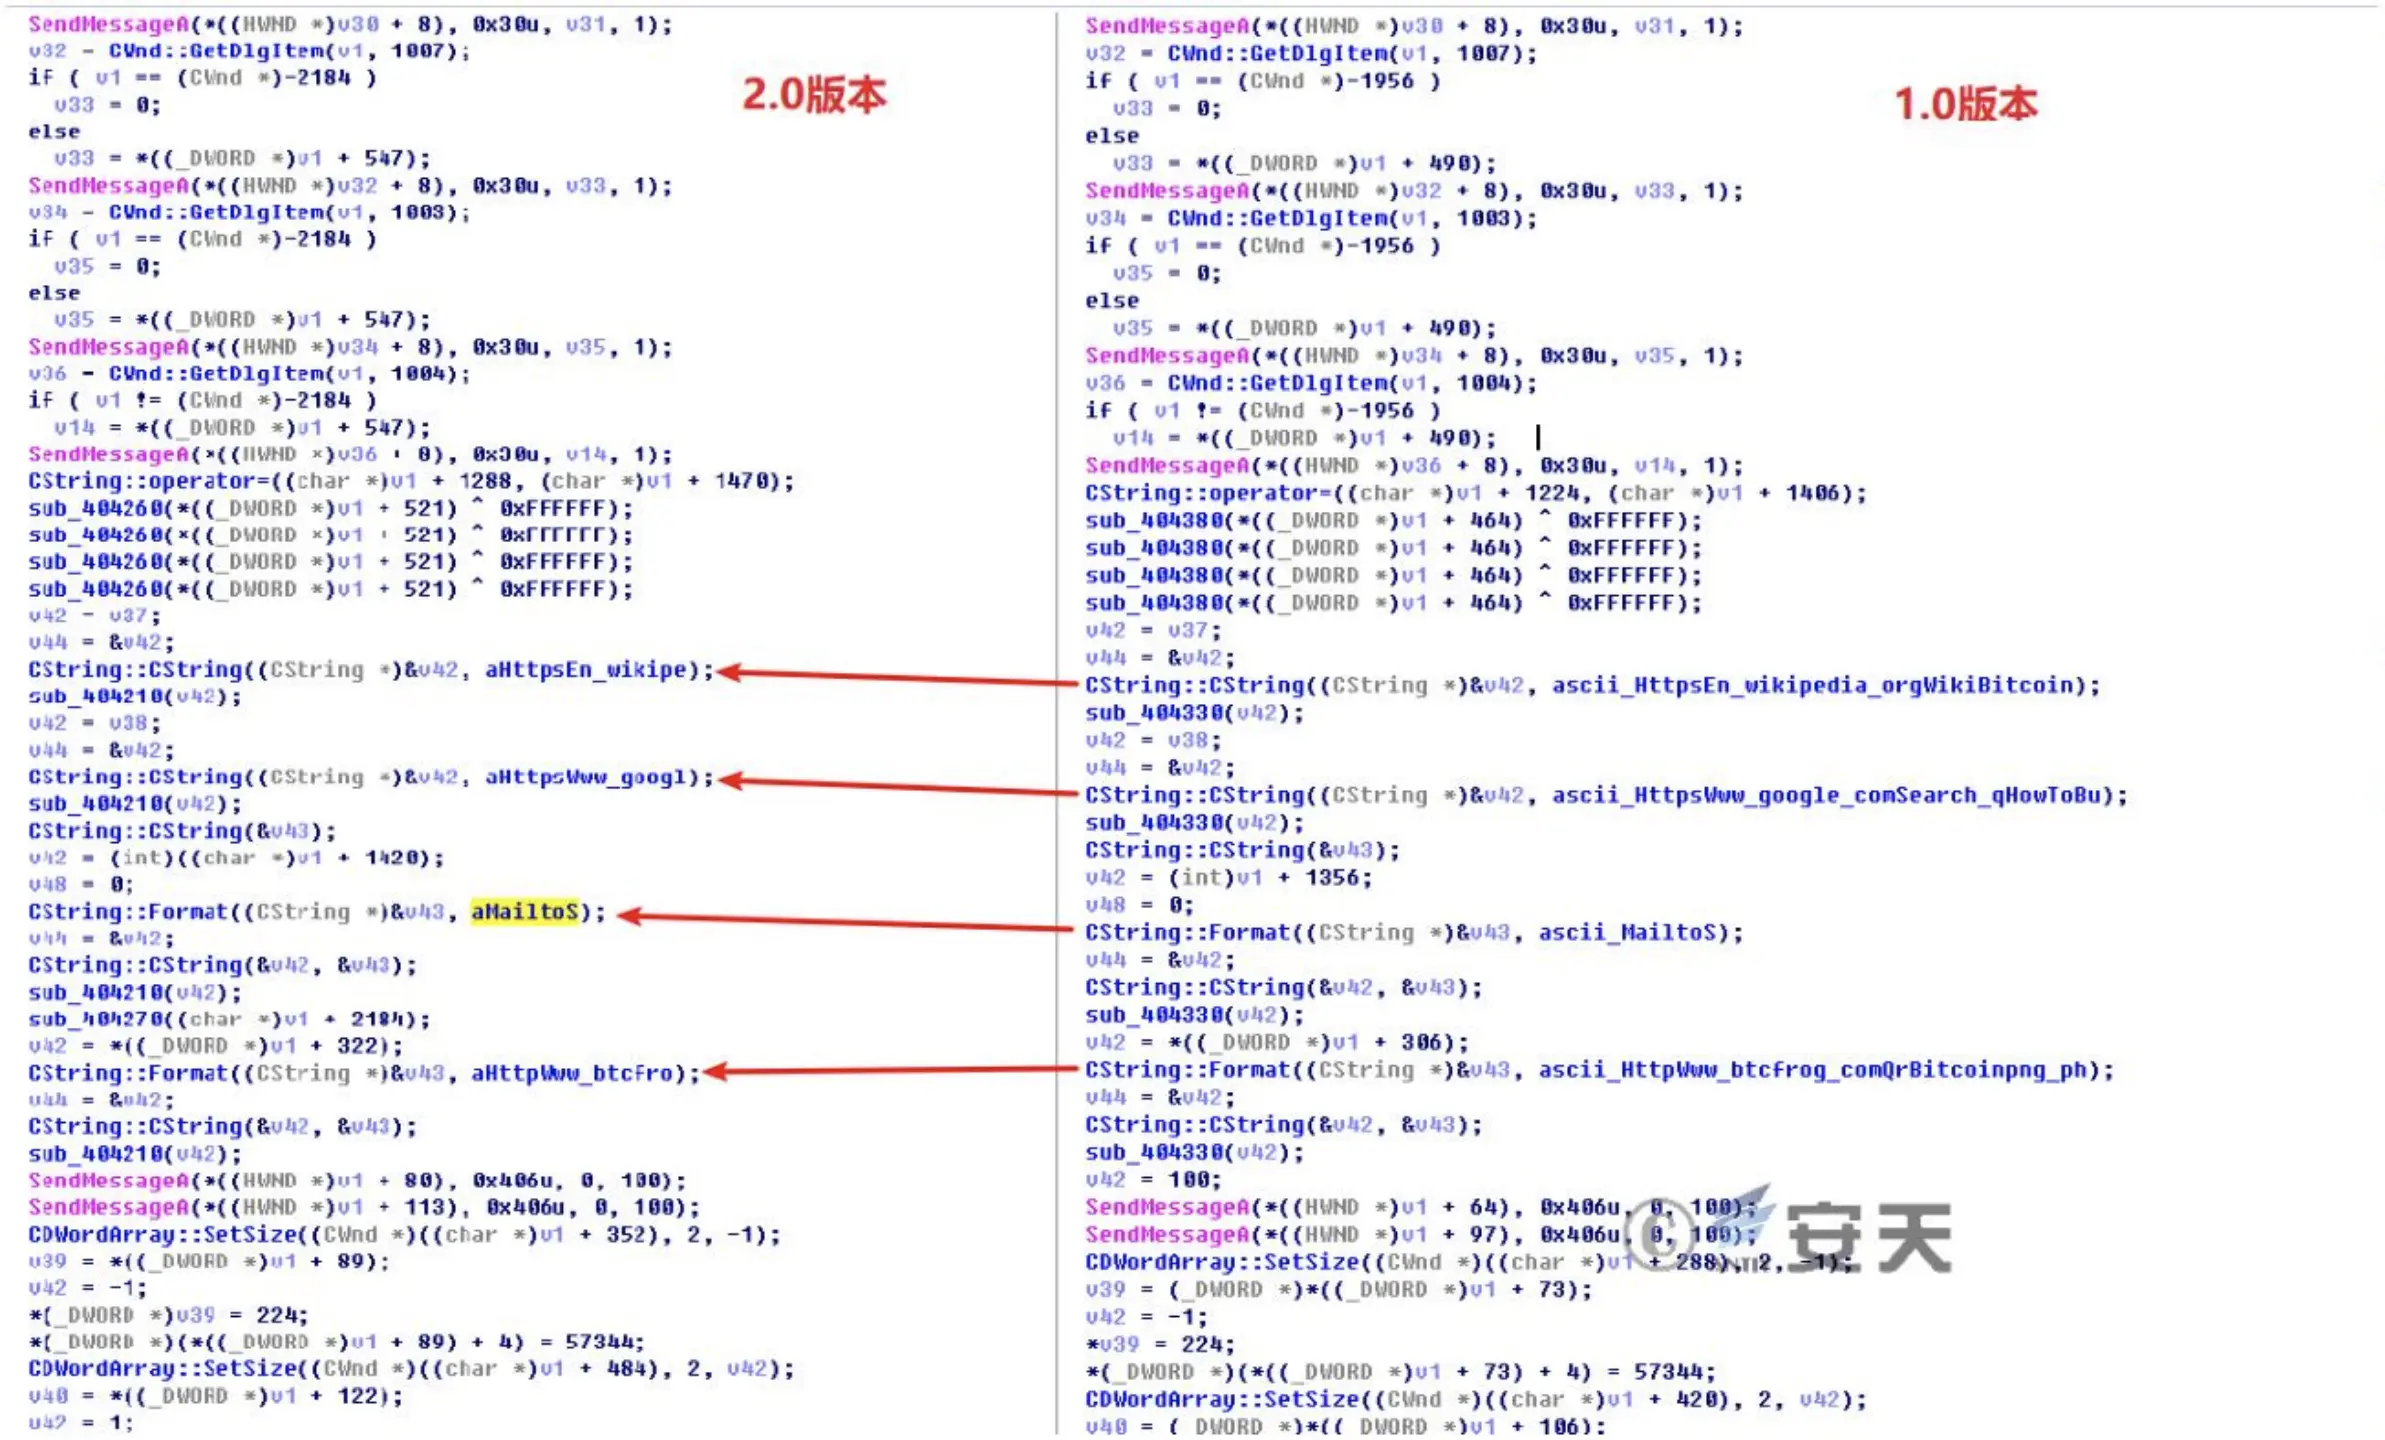 SendMessageA(*((HWND *)v30 + 8), 0x30u, v31, 1);
v32 - CWnd::GetDlgItem(v1, 1007);
if ( v1 == (CWnd *)-2184 )
v33 = 0;
else
v33 = *((_DWORD *)v1 + 547);
SendMessageA(*((HWND *)v32 + 8), 0x30u, v33, 1);
v34 - CWnd::GetDlgItem(v1, 1003);
if ( v1 == (CWnd *)-2184 )
v35 = 0;
else
v35 = *((_DWORD *)v1 + 547);
SendMessageA(*((HWND *)v34 + 8), 0x30u, v35, 1);
v36 - CWnd::GetDlgItem(v1, 1004);
if ( v1 != (CWnd *)-2184 )
v14 = *((_DWORD *)v1 + 547);
SendMessageA(*((HWND *)v36 + 8), 0x30u, v14, 1);
CString::operator=((char *)v1 + 1288, (char *)v1 + 1470);
sub_404260(*((_DWORD *)v1 + 521) ^ 0xFFFFFF);
sub_404260(*((_DWORD *)v1 + 521) ^ 0xFFFFFF);
sub_404260(*((_DWORD *)v1 + 521) ^ 0xFFFFFF);
sub_404260(*((_DWORD *)v1 + 521) ^ 0xFFFFFF);
v42 - v37;
v44 = &v42;
CString::CString((CString *)&v42, aHttpsEn_wikipe);
sub_404210(v42);
v42 = v38;
v44 = &v42;
CString::CString((CString *)&v42, aHttpsWww_googl);
sub_404210(v42);
CString::CString(&v43);
v42 = (int)((char *)v1 + 1420);
v48 = 0;
CString::Format((CString *)&v43, aMailtoS);
v44 = &v42;
CString::CString(&v42, &v43);
sub_404210(v42);
sub_404270((char *)v1 + 2184);
v42 = *((_DWORD *)v1 + 322);
CString::Format((CString *)&v43, aHttpWww_btcfro);
v44 = &v42;
CString::CString(&v42, &v43);
sub_404210(v42);
SendMessageA(*((HWND *)v1 + 80), 0x406u, 0, 100);
SendMessageA(*((HWND *)v1 + 113), 0x406u, 0, 100);
CDWordArray::SetSize((CWnd *)((char *)v1 + 352), 2, -1);
v39 = *((_DWORD *)v1 + 89);
v42 = -1;
*(_DWORD *)v39 = 224;
*(_DWORD *)(*((_DWORD *)v1 + 89) + 4) = 57344;
CDWordArray::SetSize((CWnd *)((char *)v1 + 484), 2, v42);
v40 = *((_DWORD *)v1 + 122);
v42 = 1;
2.0版本
SendMessageA(*((HWND *)v30 + 8), 0x30u, v31, 1);
v32 = CWnd::GetDlgItem(v1, 1007);
if ( v1 == (CWnd *)-1956 )
v33 = 0;
else
v33 = *((_DWORD *)v1 + 490);
SendMessageA(*((HWND *)v32 + 8), 0x30u, v33, 1);
v34 = CWnd::GetDlgItem(v1, 1003);
if ( v1 == (CWnd *)-1956 )
v35 = 0;
else
v35 = *((_DWORD *)v1 + 490);
SendMessageA(*((HWND *)v34 + 8), 0x30u, v35, 1);
v36 = CWnd::GetDlgItem(v1, 1004);
if ( v1 != (CWnd *)-1956 )
v14 = *((_DWORD *)v1 + 490);
SendMessageA(*((HWND *)v36 + 8), 0x30u, v14, 1);
CString::operator=((char *)v1 + 1224, (char *)v1 + 1406);
sub_404380(*((_DWORD *)v1 + 464) ^ 0xFFFFFF);
sub_404380(*((_DWORD *)v1 + 464) ^ 0xFFFFFF);
sub_404380(*((_DWORD *)v1 + 464) ^ 0xFFFFFF);
sub_404380(*((_DWORD *)v1 + 464) ^ 0xFFFFFF);
v42 = v37;
v44 = &v42;
CString::CString((CString *)&v42, ascii_HttpsEn_wikipedia_orgWikiBitcoin);
sub_404330(v42);
v42 = v38;
v44 = &v42;
CString::CString((CString *)&v42, ascii_HttpsWww_google_comSearch_qHowToBu);
sub_404330(v42);
CString::CString(&v43);
v42 = (int)v1 + 1356;
v48 = 0;
CString::Format((CString *)&v43, ascii_MailtoS);
v44 = &v42;
CString::CString(&v42, &v43);
sub_404330(v42);
v42 = *((_DWORD *)v1 + 306);
CString::Format((CString *)&v43, ascii_HttpWww_btcfrog_comQrBitcoinpng_ph);
v44 = &v42;
CString::CString(&v42, &v43);
sub_404330(v42);
v42 = 100;
SendMessageA(*((HWND *)v1 + 64), 0x406u, 0, 100);
SendMessageA(*((HWND *)v1 + 97), 0x406u, 0, 100);
CDWordArray::SetSize((CWnd *)((char *)v1 + 288), 2, -1);
v39 = (_DWORD *)*((_DWORD *)v1 + 73);
v42 = -1;
*v39 = 224;
*(_DWORD *)(*((_DWORD *)v1 + 73) + 4) = 57344;
CDWordArray::SetSize((CWnd *)((char *)v1 + 420), 2, v42);
v40 = (_DWORD *)*((_DWORD *)v1 + 106);
1.0版本
© 安天